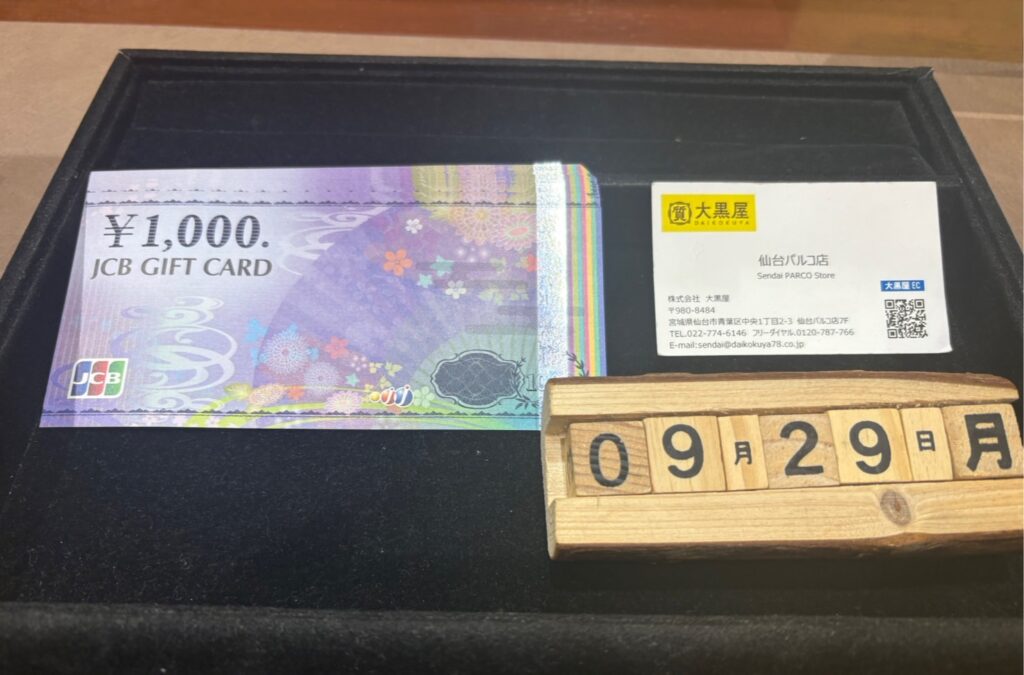 ￥1,000.
JCB GIFT CARD
JCB
質 大黒屋
DAIKOKUYA
仙台パルコ店
Sendai PARCO Store
大黒屋 EC
株式会社 大黒屋
〒980-8484
宮城県仙台市青葉区中央1丁目2-3 仙台パルコ店7F
TEL.022-774-6146 フリーダイヤル.0120-787-766
E-mail:sendai@daikokuya78.co.jp
09月29日月